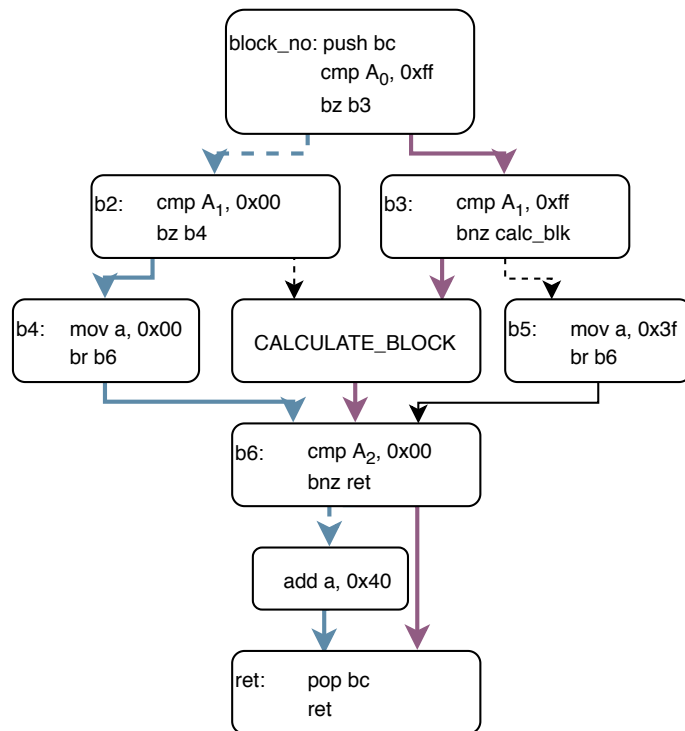 block_no: push bc
cmp A₀, 0xff
bz b3
b2: cmp A₁, 0x00
bz b4
b3: cmp A₁, 0xff
bnz calc_blk
b4: mov a, 0x00
br b6
CALCULATE_BLOCK
b5: mov a, 0x3f
br b6
b6: cmp A₂, 0x00
bnz ret
add a, 0x40
ret: pop bc
ret